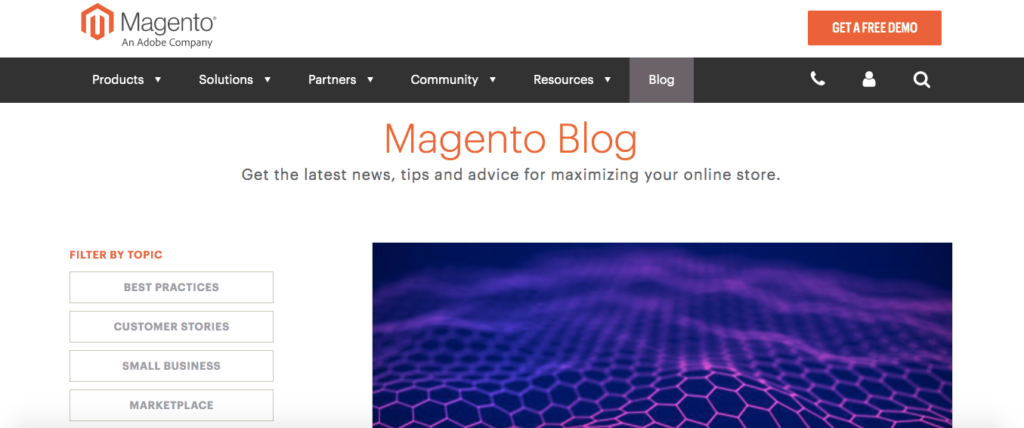 Magento®
An Adobe Company
GET A FREE DEMO
Products Solutions Partners Community Resources Blog
Magento Blog
Get the latest news, tips and advice for maximizing your online store.
FILTER BY TOPIC
BEST PRACTICES
CUSTOMER STORIES
SMALL BUSINESS
MARKETPLACE